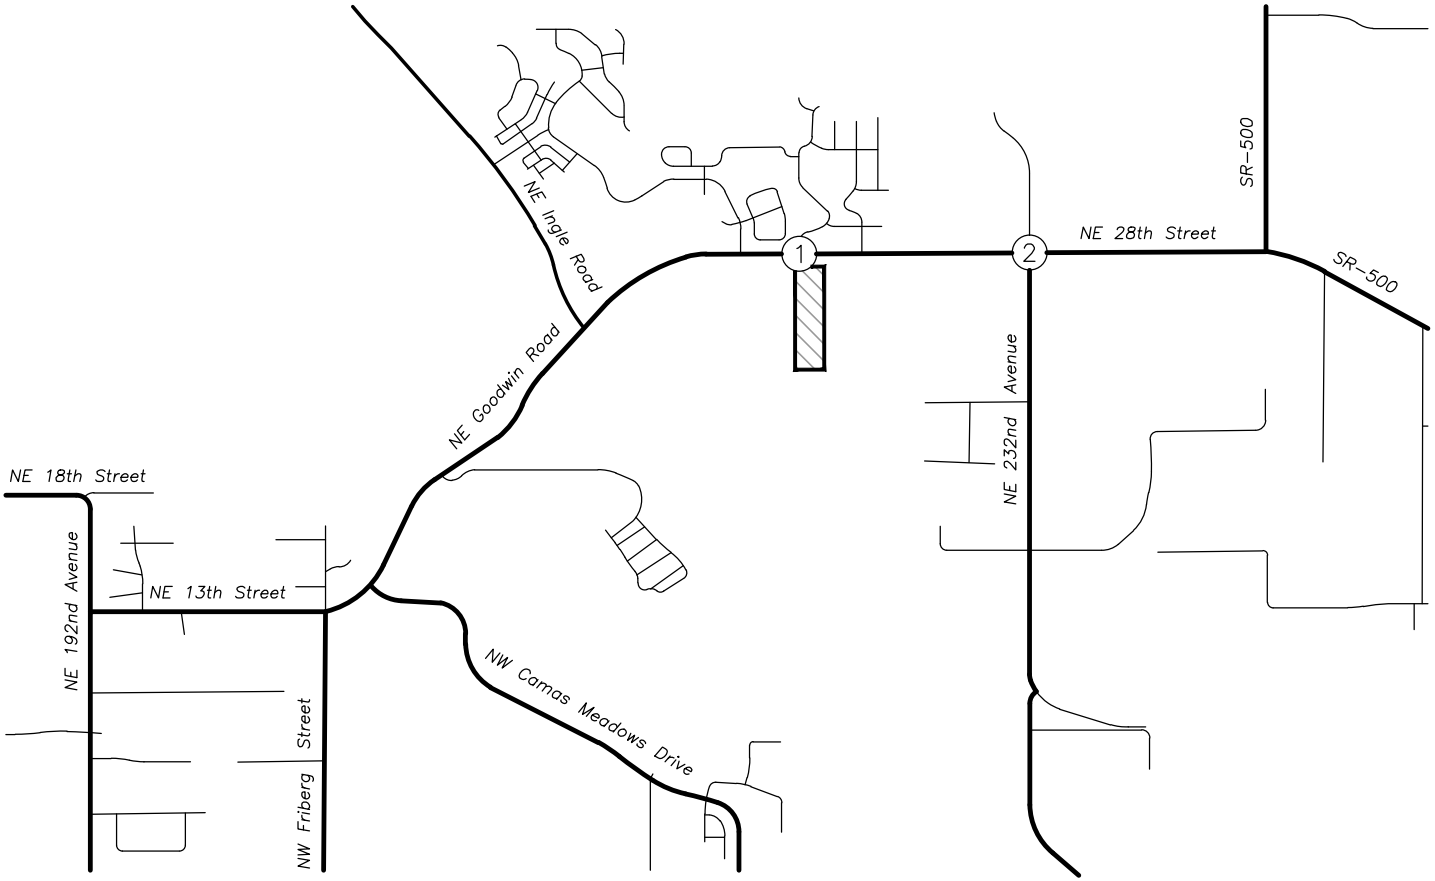 SR-500
NE Ingle Road
1
2
NE 28th Street
SR-500
NE Goodwin Road
NE 232nd Avenue
NE 18th Street
NE 192nd Avenue
NE 13th Street
NW Friberg Street
NW Camas Meadows Drive